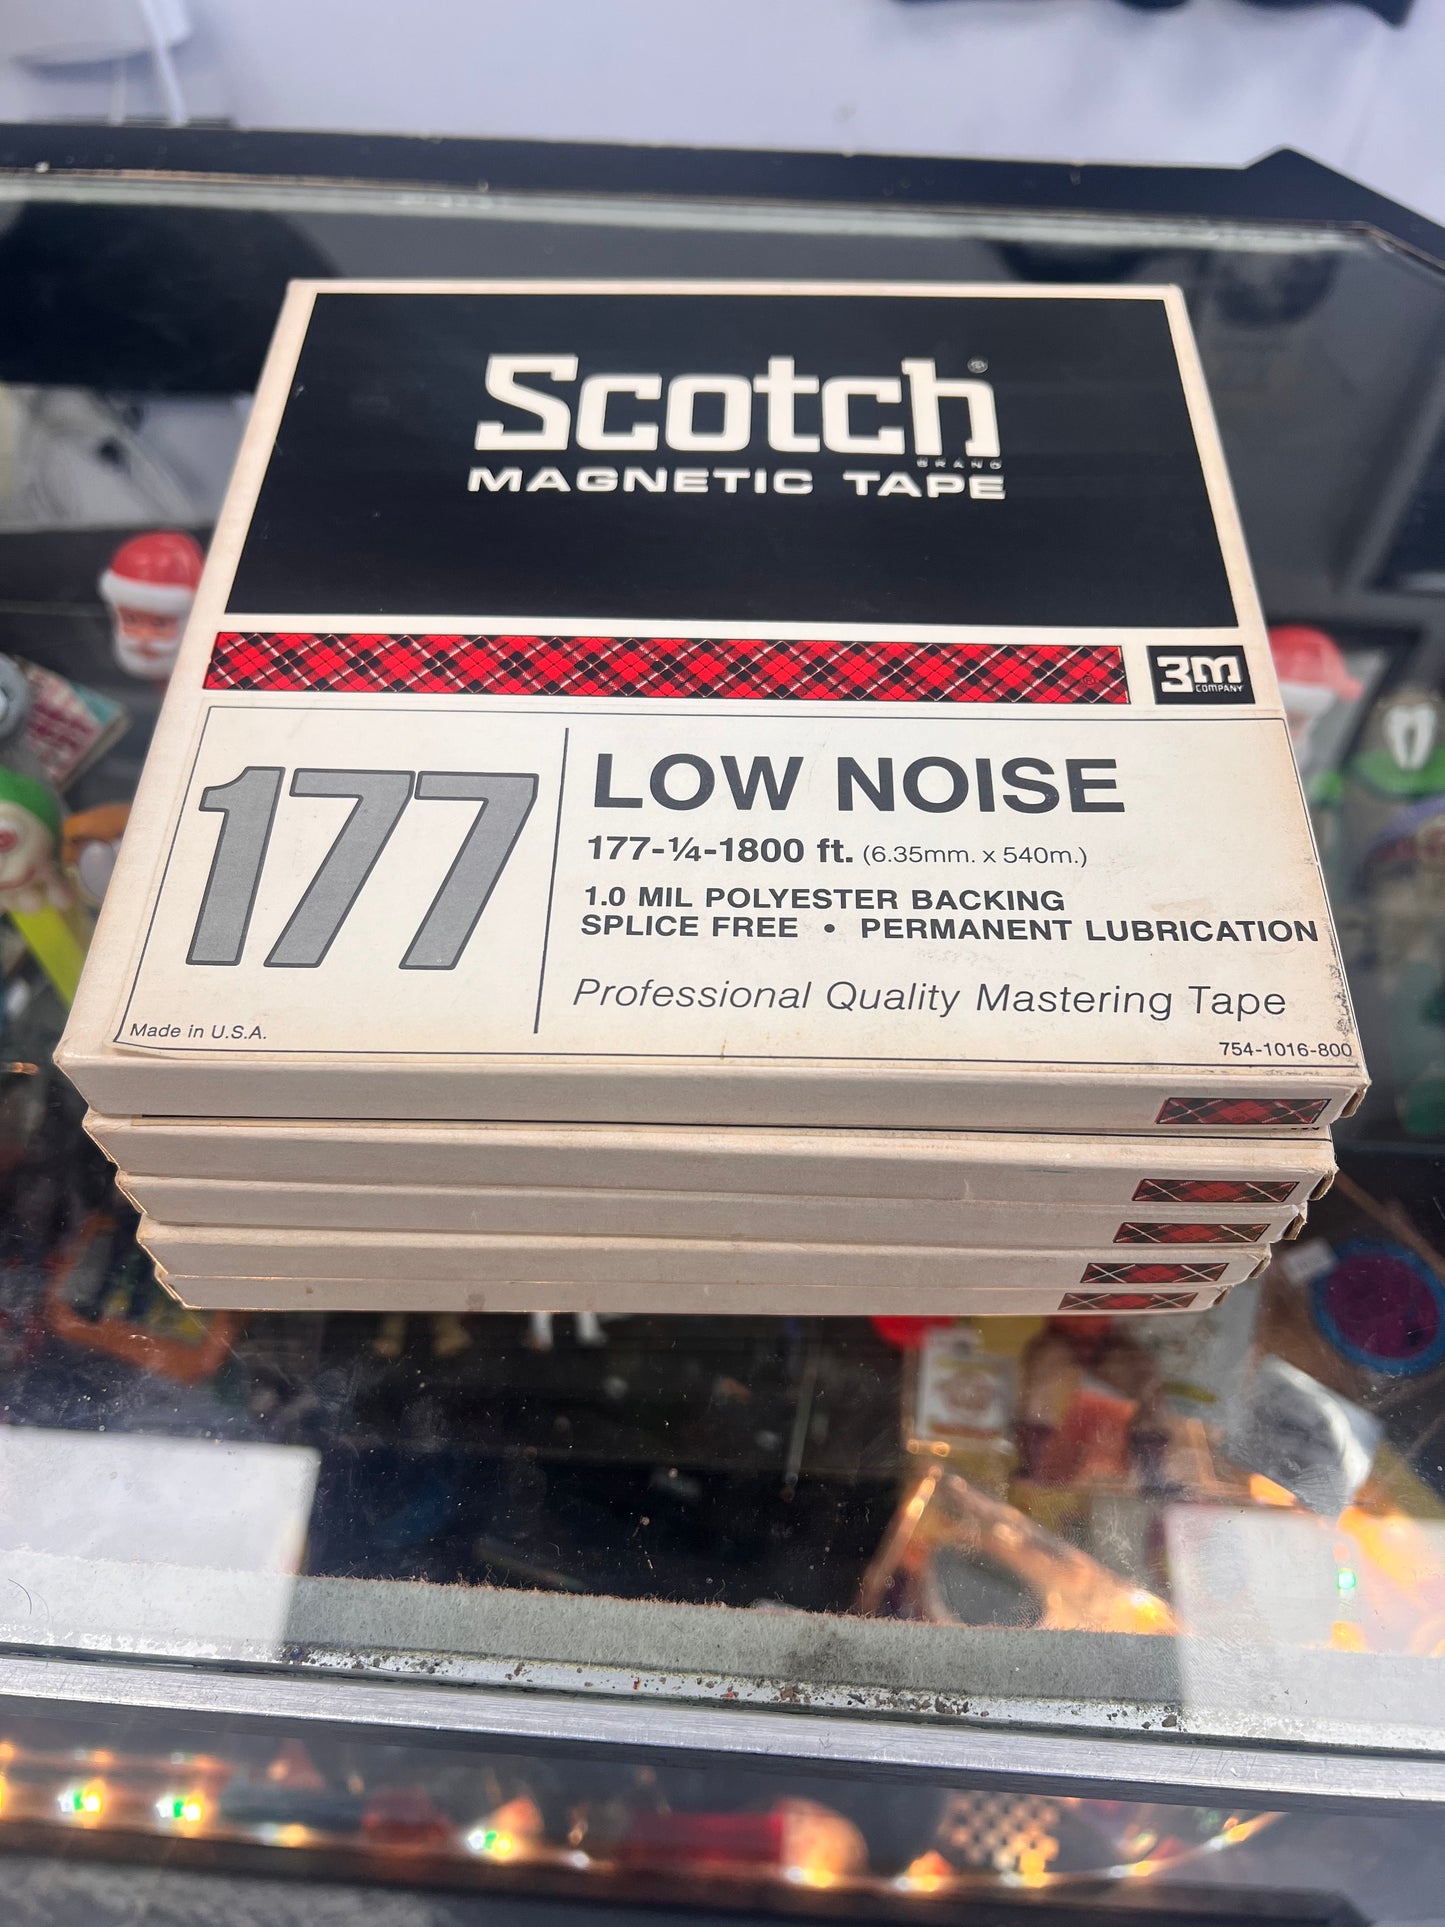 Scotch®
BRAND
MAGNETIC TAPE
3M
COMPANY
177
LOW NOISE
177-¼-1800 ft. (6.35mm. x 540m.)
1.0 MIL POLYESTER BACKING
SPLICE FREE • PERMANENT LUBRICATION
Professional Quality Mastering Tape
Made in U.S.A.
754-1016-800